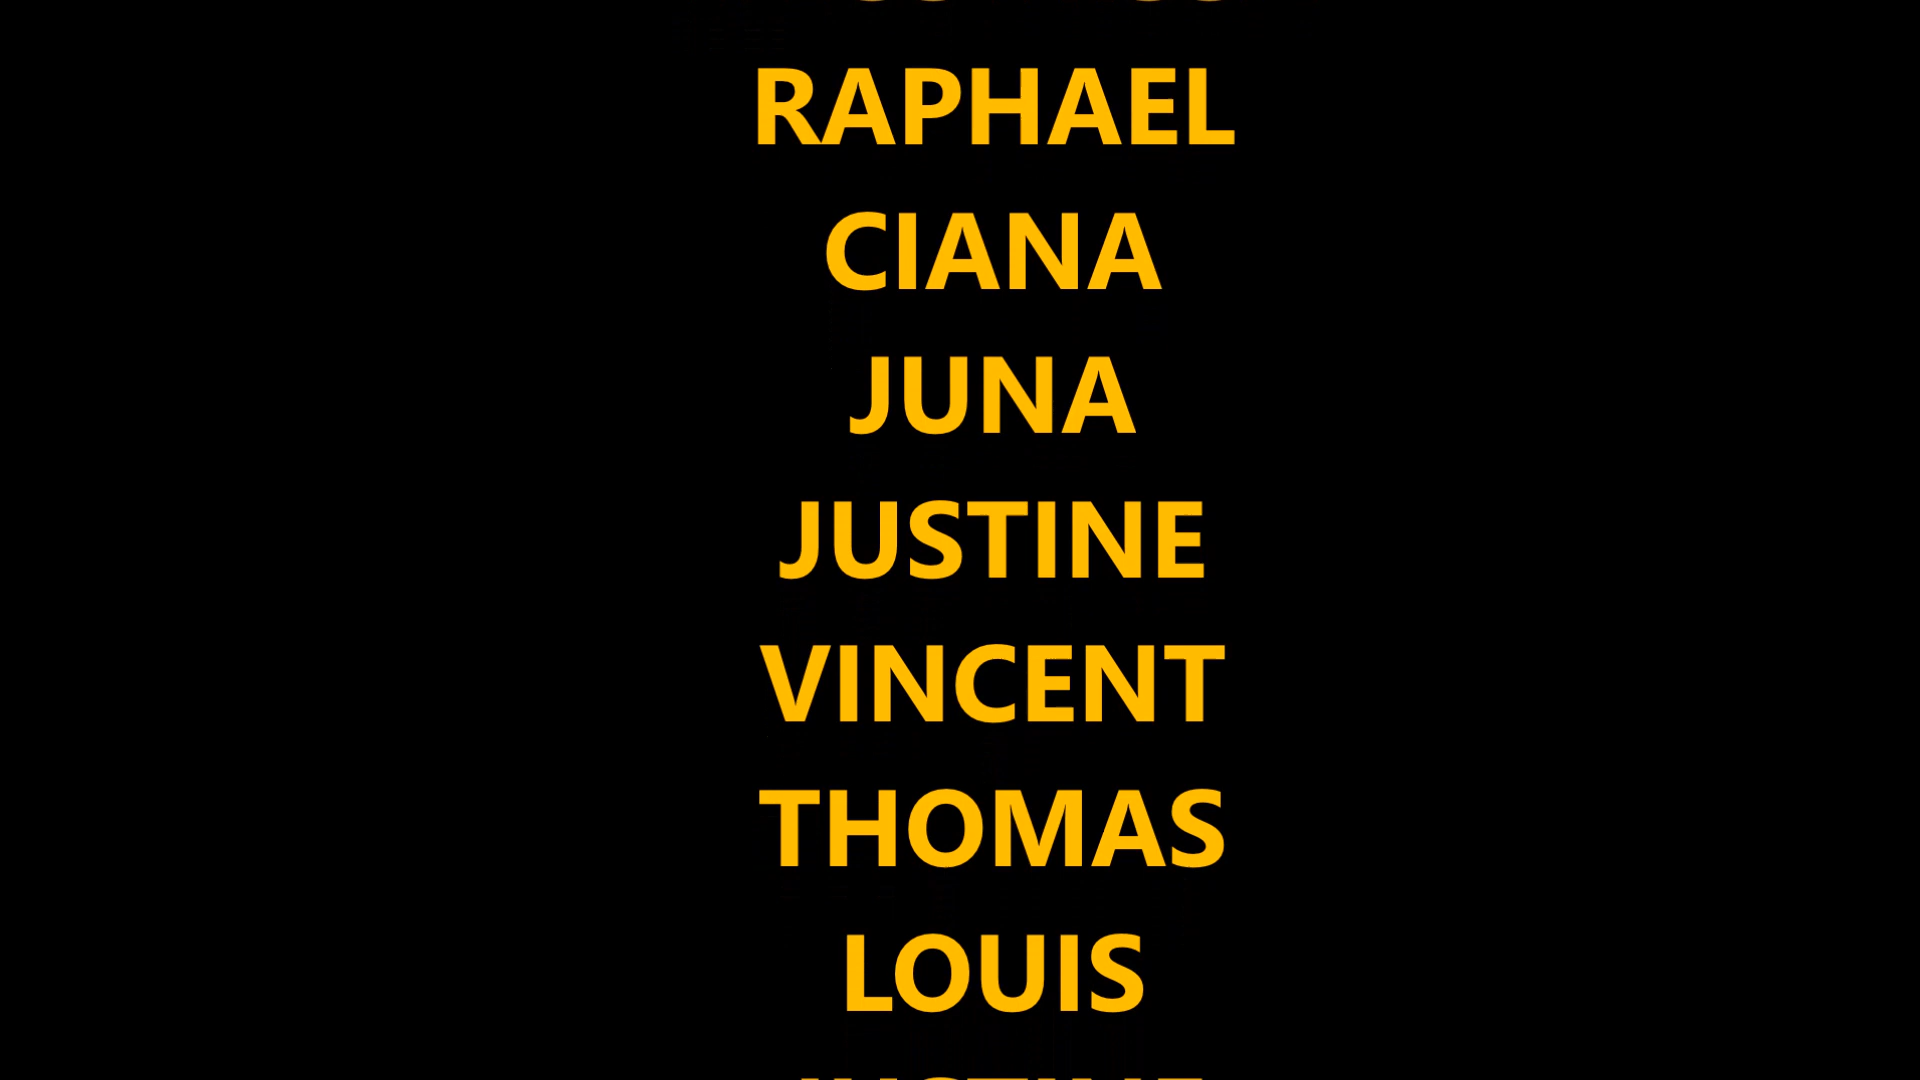 RAPHAEL
CIANA
JUNA
JUSTINE
VINCENT
THOMAS
LOUIS